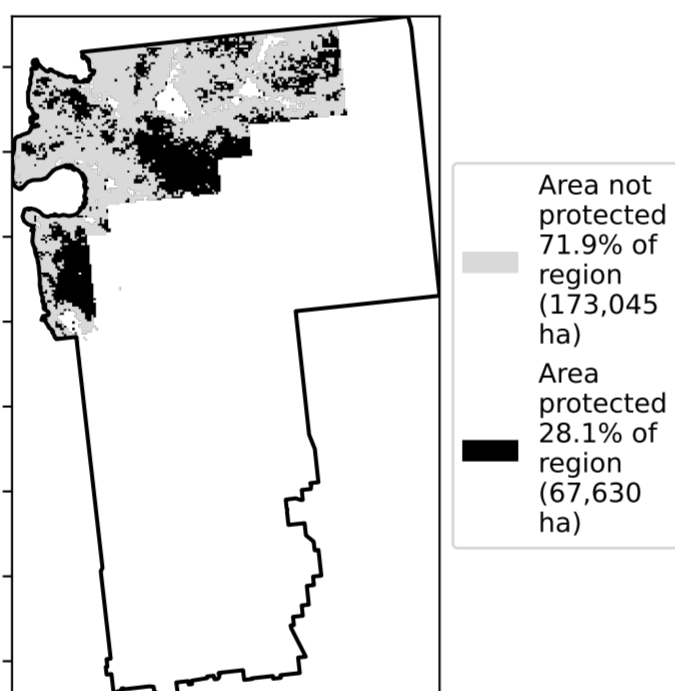 Area not
protected
71.9% of
region
(173,045
ha)
Area
protected
28.1% of
region
(67,630
ha)